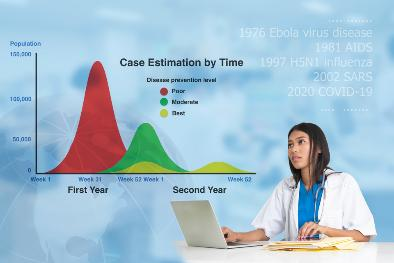 1976 Ebola virus disease
1981 AIDS
1997 H5N1 influenza
2002 SARS
2020 COVID-19
Population
Case Estimation by Time
150,000
100,000
50,000
0
Disease prevention level
Poor
Moderate
Best
Week 1 Week 31 Week 52 Week 1 Week 52
First Year Second Year